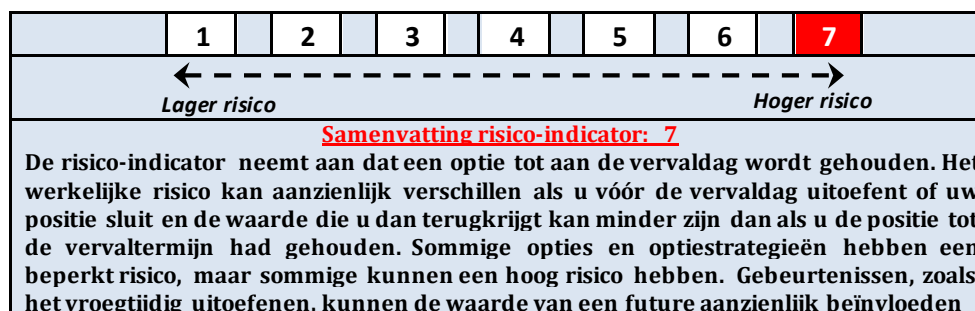 1 2 3 4 5 6 7
Lager risico Hoger risico
Samenvatting risico-indicator: 7
De risico-indicator neemt aan dat een optie tot aan de vervaldag wordt gehouden. Het
werkelijke risico kan aanzienlijk verschillen als u vóór de vervaldag uitoefent of uw
positie sluit en de waarde die u dan terugkrijgt kan minder zijn dan als u de positie tot
de vervaltermijn had gehouden. Sommige opties en optiestrategieën hebben een
beperkt risico, maar sommige kunnen een hoog risico hebben. Gebeurtenissen, zoals
het vroegtijdig uitoefenen, kunnen de waarde van een future aanzienlijk beïnvloeden